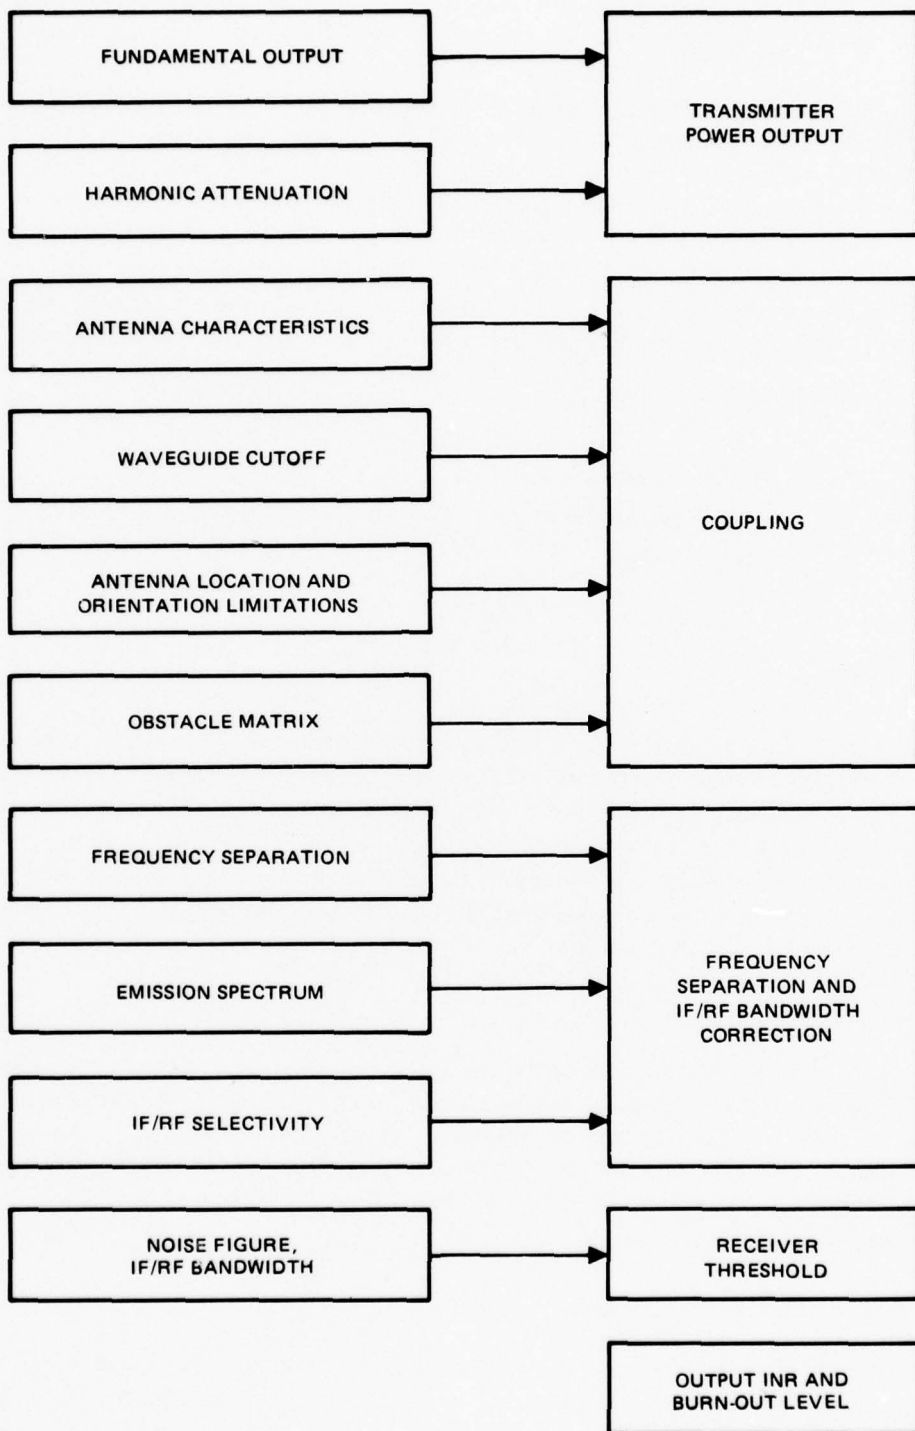 FUNDAMENTAL OUTPUT
TRANSMITTER
POWER OUTPUT
HARMONIC ATTENUATION
ANTENNA CHARACTERISTICS
WAVEGUIDE CUTOFF
COUPLING
ANTENNA LOCATION AND
ORIENTATION LIMITATIONS
OBSTACLE MATRIX
FREQUENCY SEPARATION
EMISSION SPECTRUM
FREQUENCY
SEPARATION AND
IF/RF BANDWIDTH
CORRECTION
IF/RF SELECTIVITY
NOISE FIGURE,
IF/RF BANDWIDTH
RECEIVER
THRESHOLD
OUTPUT INR AND
BURN-OUT LEVEL